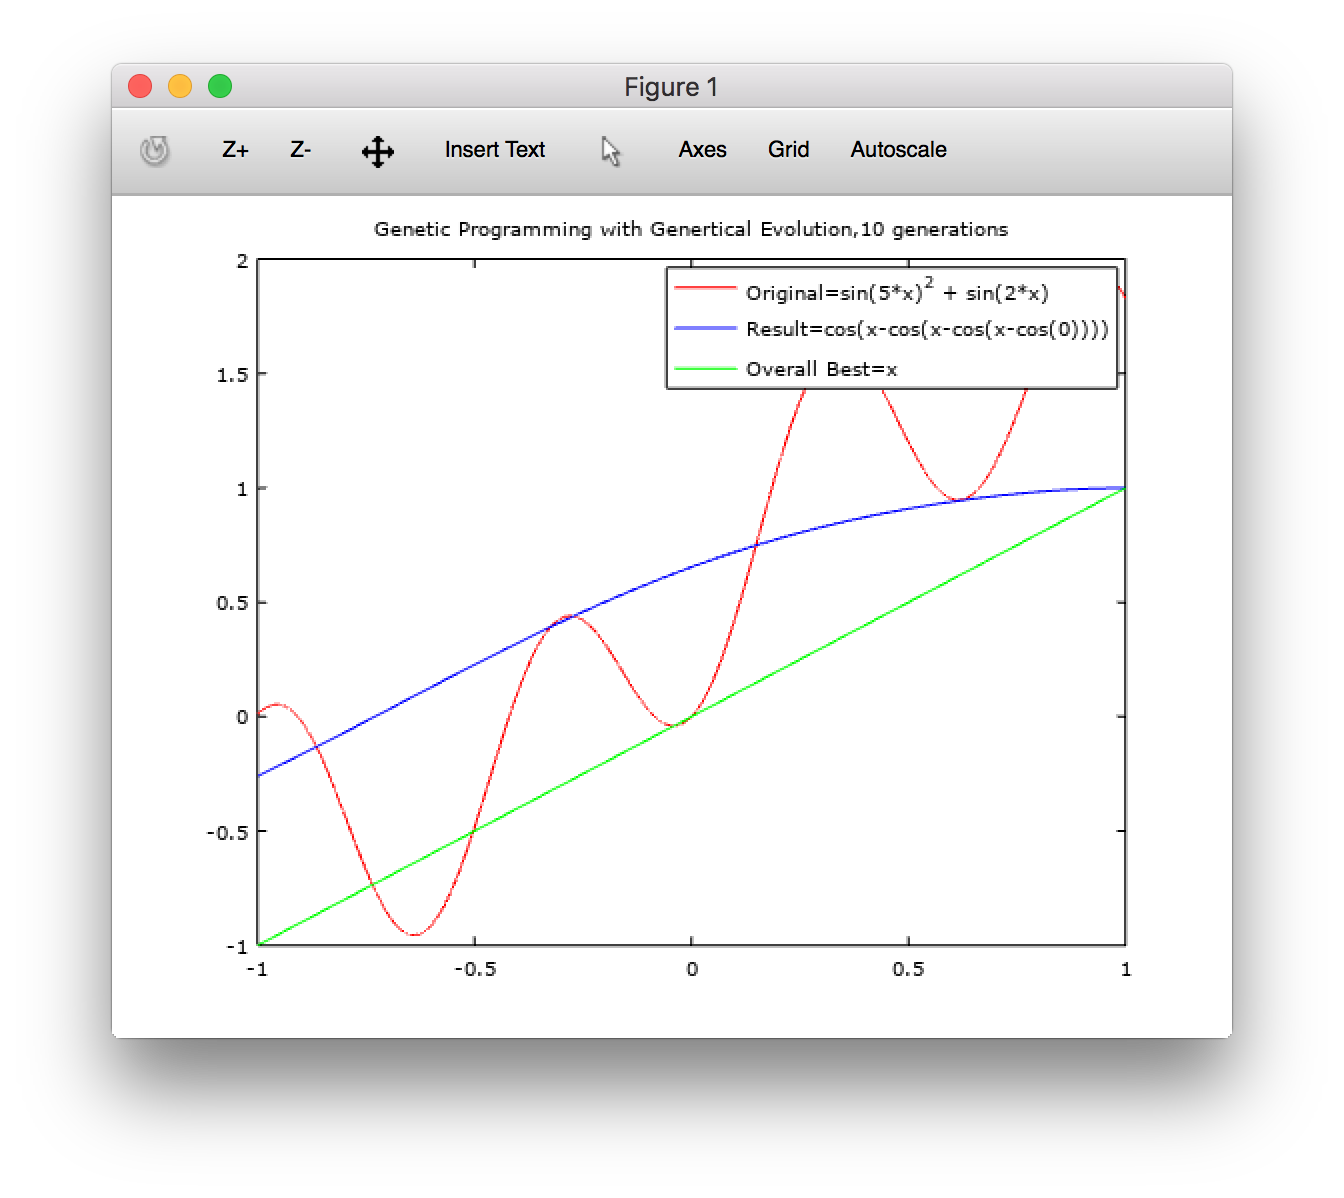 Figure 1
Z+ Z- Insert Text Axes Grid Autoscale
Genetic Programming with Genertical Evolution,10 generations
Original=sin(5*x)² + sin(2*x)
Result=cos(x-cos(x-cos(x-cos(0))))
Overall Best=x
2
1.5
1
0.5
0
-0.5
-1
-1 -0.5 0 0.5 1